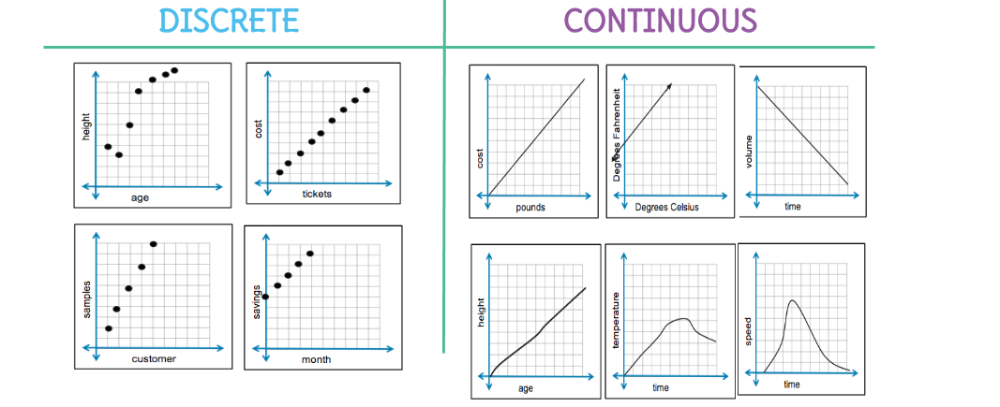 DISCRETE
CONTINUOUS
height
age
cost
tickets
cost
pounds
Degrees Fahrenheit
Degrees Celsius
volume
time
samples
customer
savings
month
height
age
temperature
time
speed
time